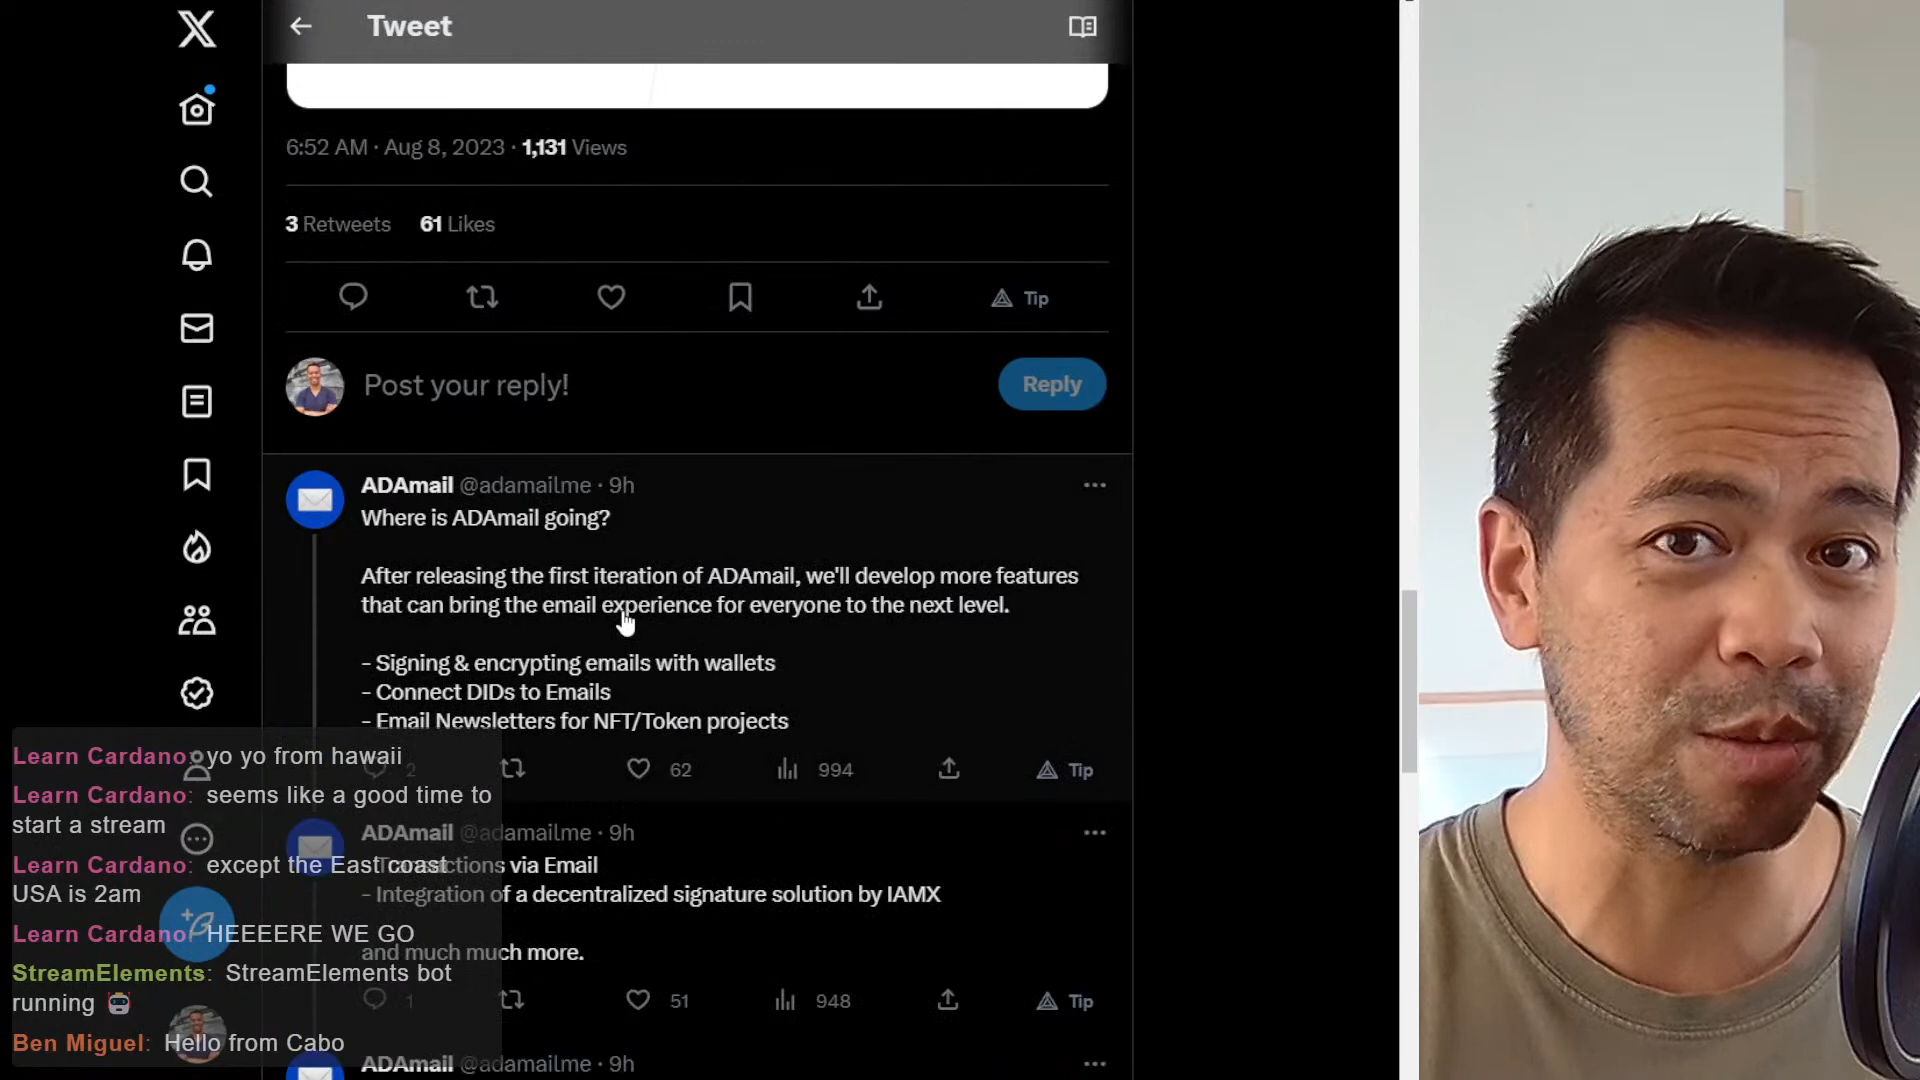 Tweet
6:52 AM · Aug 8, 2023 · 1,131 Views
3 Retweets 61 Likes
Tip
Post your reply!
Reply
ADAmail @adamailme · 9h
Where is ADAmail going?
After releasing the first iteration of ADAmail, we'll develop more features
that can bring the email experience for everyone to the next level.
- Signing & encrypting emails with wallets
- Connect DIDs to Emails
- Email Newsletters for NFT/Token projects
2 62 994 Tip
ADAmail @adamailme · 9h
- Transactions via Email
- Integration of a decentralized signature solution by IAMX
and much much more.
1 51 948 Tip
ADAmail @adamailme · 9h
Learn Cardano: yo yo from hawaii
Learn Cardano: seems like a good time to
start a stream
Learn Cardano: except the East coast
USA is 2am
Learn Cardano: HEEEERE WE GO
StreamElements: StreamElements bot
running
Ben Miguel: Hello from Cabo